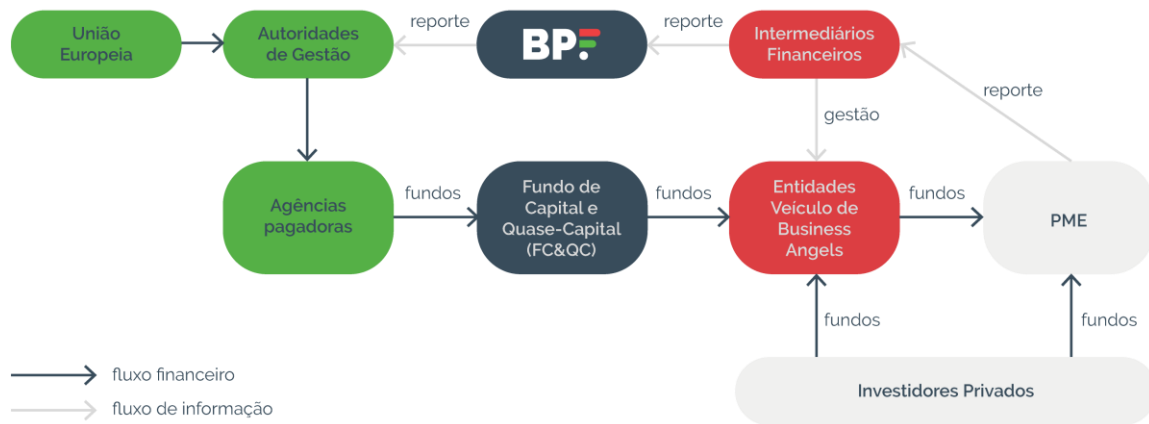 União
Europeia
Autoridades
de Gestão
reporte
BPF
reporte
Intermediários
Financeiros
reporte
gestão
Agências
pagadoras
fundos
Fundo de
Capital e
Quase-Capital
(FC&QC)
fundos
Entidades
Veículo de
Business
Angels
fundos
PME
fundos
fundos
fluxo financeiro
fluxo de informação
Investidores Privados